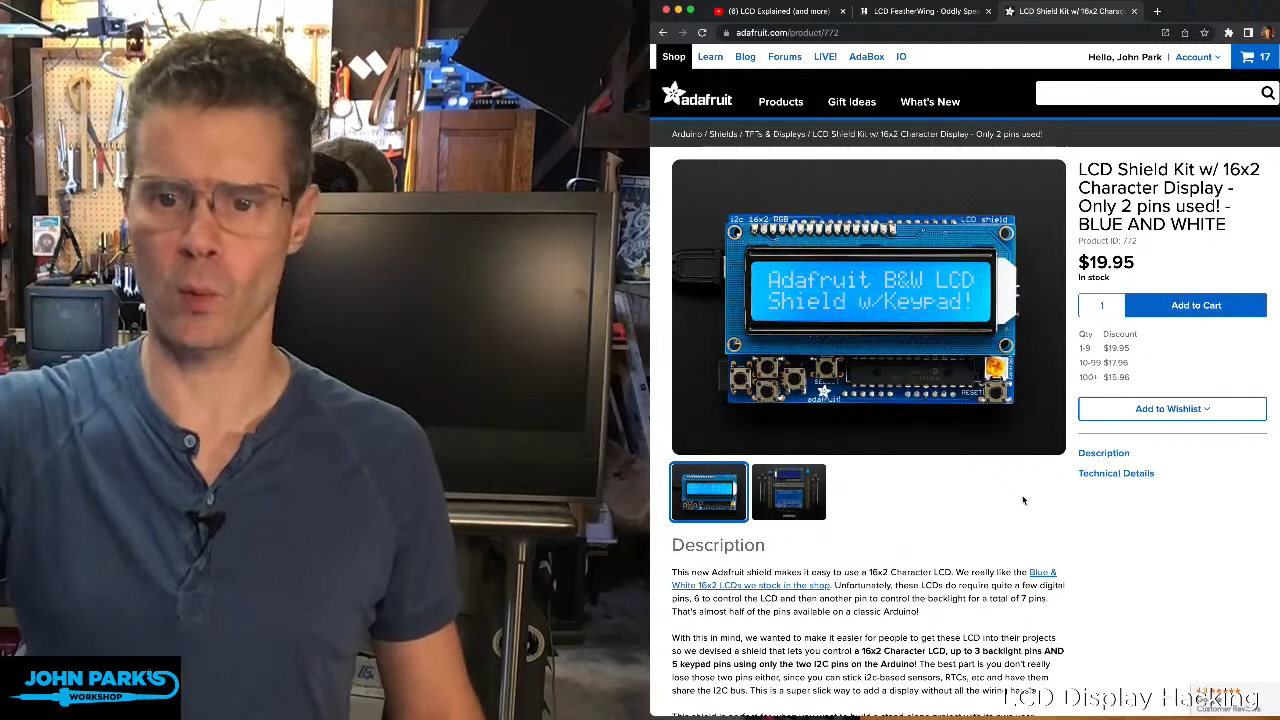 (6) LCD Explained (and more
LCD FeatherWing - Oddly Spe
LCD Shield Kit w/ 16x2 Charac
adafruit.com/product/772
Shop Learn Blog Forums LIVE! AdaBox IO
Hello, John Park | Account 17
adafruit Products Gift Ideas What's New
Arduino / Shields / TFTs & Displays / LCD Shield Kit w/ 16x2 Character Display - Only 2 pins used!
i2c 16x2 RGB LCD shield
Adafruit B&W LCD
Shield w/Keypad!
SELECT
adafruit!
RESET
LCD Shield Kit w/ 16x2
Character Display -
Only 2 pins used! -
BLUE AND WHITE
Product ID: 772
$19.95
In stock
1 Add to Cart
Qty Discount
1-9 $19.95
10-99 $17.96
100+ $15.96
Add to Wishlist
Description
Technical Details
Description
This new Adafruit shield makes it easy to use a 16x2 Character LCD. We really like the Blue &
White 16x2 LCDs we stock in the shop. Unfortunately, these LCDs do require quite a few digital
pins, 6 to control the LCD and then another pin to control the backlight for a total of 7 pins.
That's almost half of the pins available on a classic Arduino!
With this in mind, we wanted to make it easier for people to get these LCD into their projects
so we devised a shield that lets you control a 16x2 Character LCD, up to 3 backlight pins AND
5 keypad pins using only the two I2C pins on the Arduino! The best part is you don't really
lose those two pins either, since you can stick i2c-based sensors, RTCs, etc and have them
share the I2C bus. This is a super slick way to add a display without all the wiring hassle.
LCD Display Hacking
Customer Reviews
JOHN PARK'S
WORKSHOP